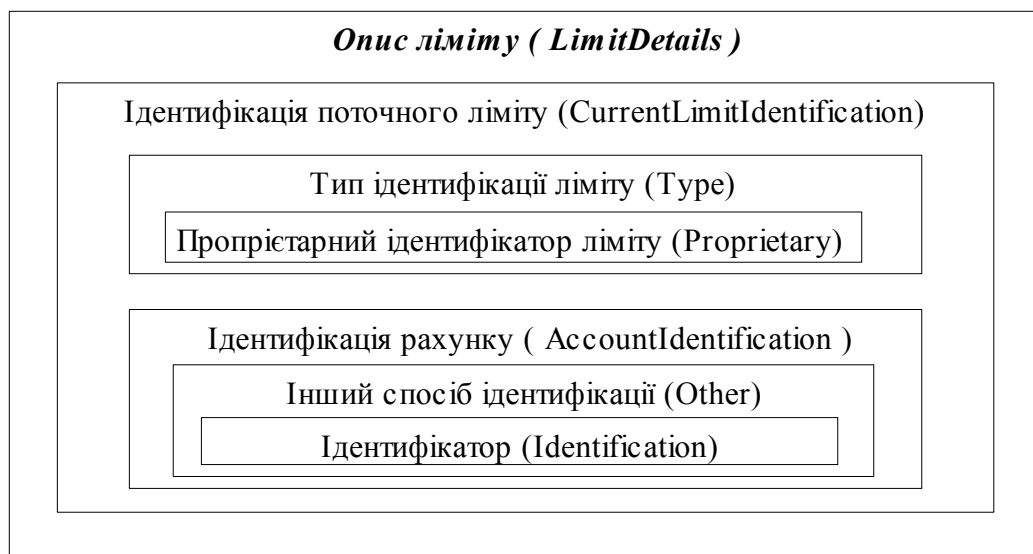 Опис ліміту ( LimitDetails )
Ідентифікація поточного ліміту (CurrentLimitIdentification)
Тип ідентифікації ліміту (Type)
Пропрієтарний ідентифікатор ліміту (Proprietary)
Ідентифікація рахунку ( AccountIdentification )
Інший спосіб ідентифікації (Other)
Ідентифікатор (Identification)